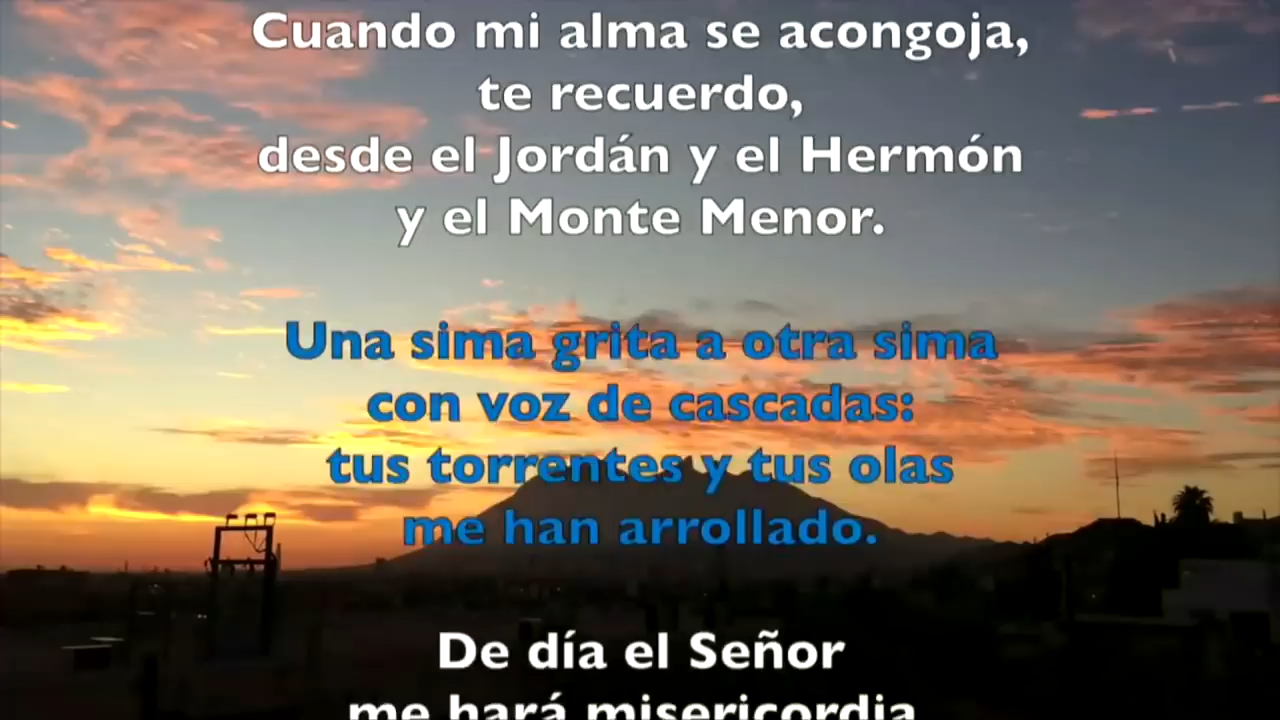 Cuando mi alma se acongoja,
te recuerdo,
desde el Jordán y el Hermón
y el Monte Menor.
Una sima grita a otra sima
con voz de cascadas:
tus torrentes y tus olas
me han arrollado.
De día el Señor
me hará misericordia